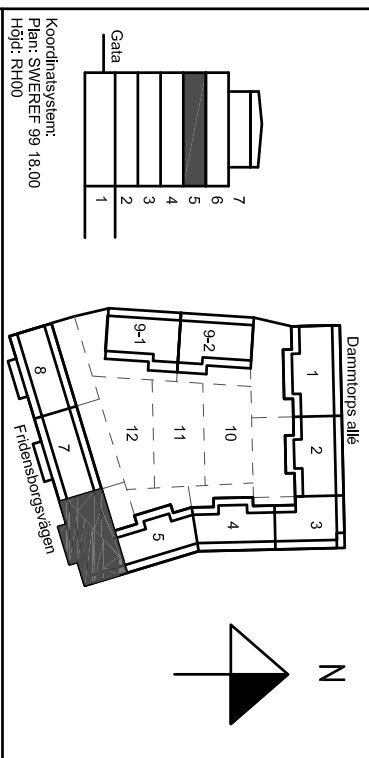 Koordinatsystem:
Plan: SWEREF 99 18.00
Höjd: RH00
Gata
1
2
3
4
5
6
7
Dammtorps allé
1
2
3
9-1
9-2
10
11
12
4
5
8
7
Fridensborgsvägen
N